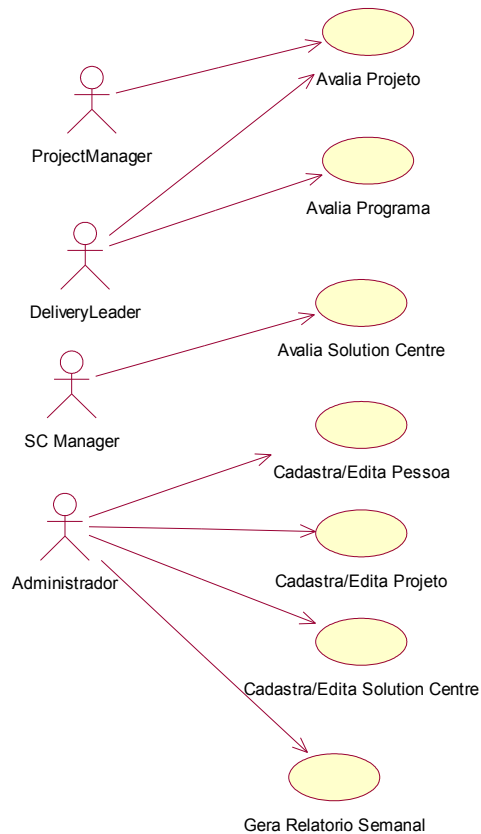 Avalia Projeto
ProjectManager
Avalia Programa
DeliveryLeader
Avalia Solution Centre
SC Manager
Cadastra/Edita Pessoa
Cadastra/Edita Projeto
Administrador
Cadastra/Edita Solution Centre
Gera Relatorio Semanal